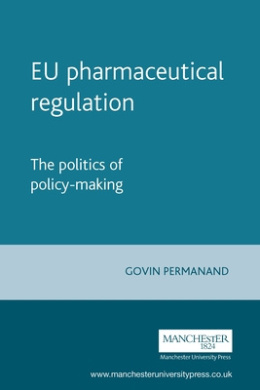 EU pharmaceutical
regulation
The politics of
policy-making
GOVIN PERMANAND
MANCHESTER
1824
Manchester University Press
www.manchesteruniversitypress.co.uk